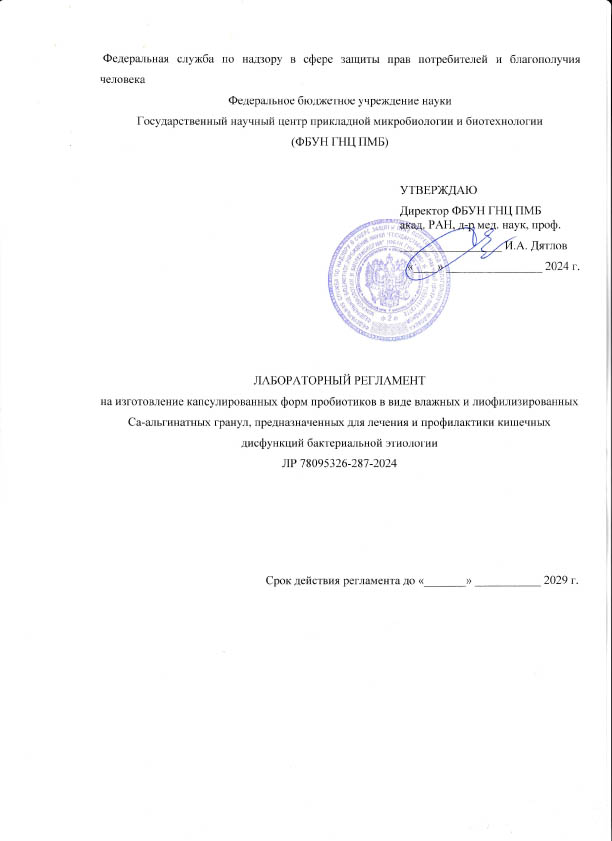 Федеральная служба по надзору в сфере защиты прав потребителей и благополучия
человека
Федеральное бюджетное учреждение науки
Государственный научный центр прикладной микробиологии и биотехнологии
(ФБУН ГНЦ ПМБ)
УТВЕРЖДАЮ
Директор ФБУН ГНЦ ПМБ
акад. РАН, д-р мед. наук, проф.
_________________ И.А. Дятлов
«____» ________________ 2024 г.
ЛАБОРАТОРНЫЙ РЕГЛАМЕНТ
на изготовление капсулированных форм пробиотиков в виде влажных и лиофилизированных
Са-альгинатных гранул, предназначенных для лечения и профилактики кишечных
дисфункций бактериальной этиологии
ЛР 78095326-287-2024
Срок действия регламента до «_______» ___________ 2029 г.